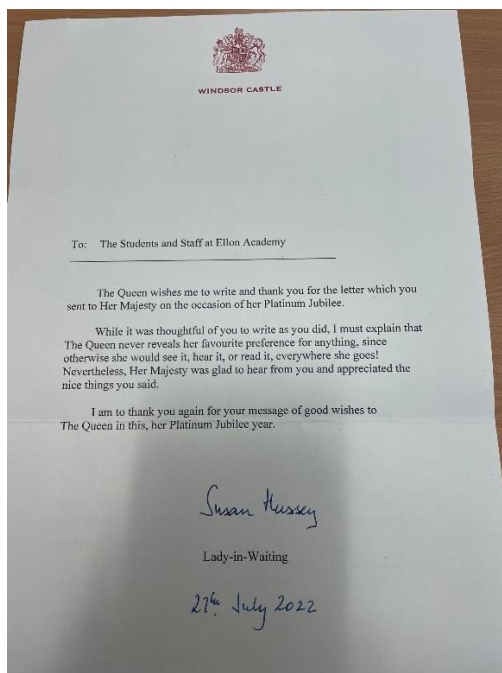 WINDSOR CASTLE
To: The Students and Staff at Ellon Academy
The Queen wishes me to write and thank you for the letter which you
sent to Her Majesty on the occasion of her Platinum Jubilee.
While it was thoughtful of you to write as you did, I must explain that
The Queen never reveals her favourite preference for anything, since
otherwise she would see it, hear it, or read it, everywhere she goes!
Nevertheless, Her Majesty was glad to hear from you and appreciated the
nice things you said.
I am to thank you again for your message of good wishes to
The Queen in this, her Platinum Jubilee year.
Susan Hussey
Lady-in-Waiting
27th July 2022